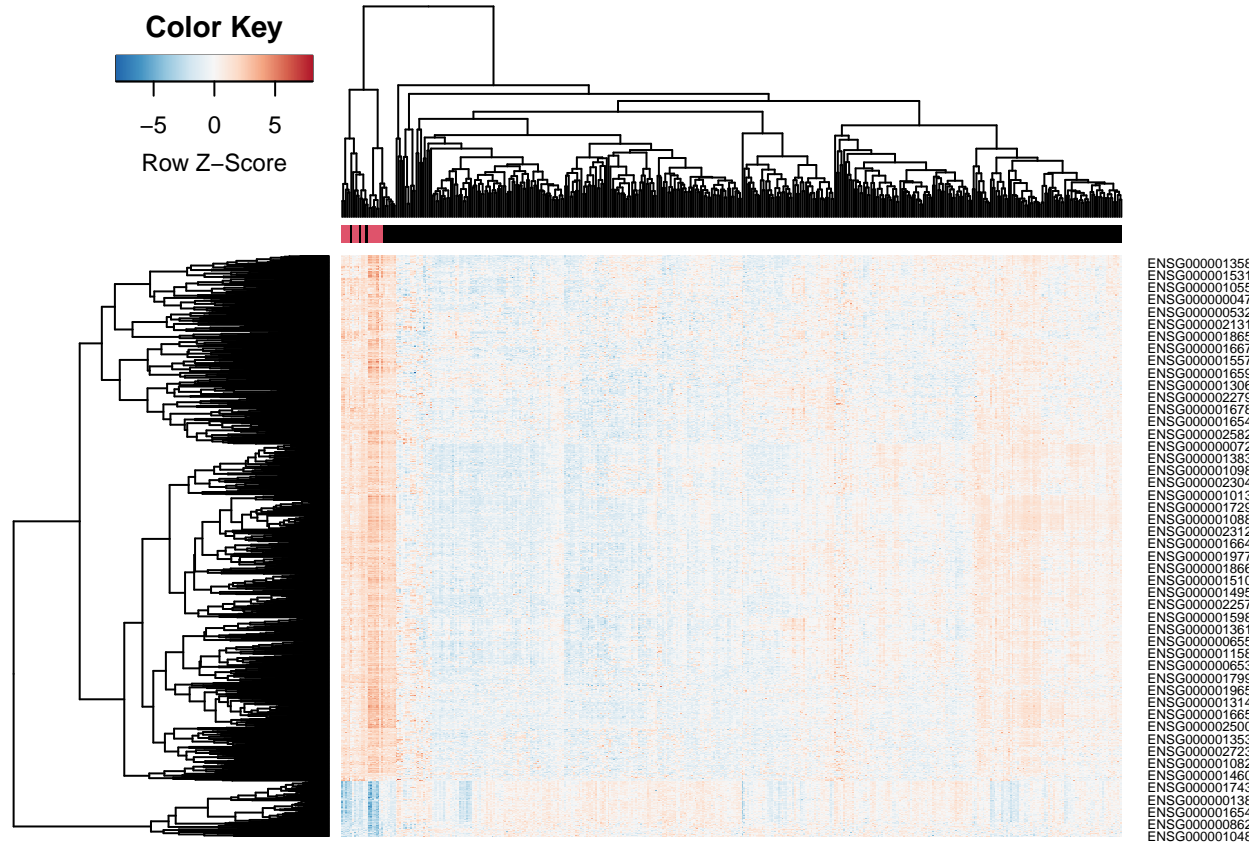 Color Key
−5 0 5
Row Z−Score
ENSG000001358
ENSG000001531
ENSG000001055
ENSG000000047
ENSG000000532
ENSG000002131
ENSG000001865
ENSG000001667
ENSG000001557
ENSG000001659
ENSG000001306
ENSG000002279
ENSG000001678
ENSG000001654
ENSG000002582
ENSG000000072
ENSG000001383
ENSG000001098
ENSG000002304
ENSG000001013
ENSG000001729
ENSG000001088
ENSG000002312
ENSG000001664
ENSG000001977
ENSG000001866
ENSG000001510
ENSG000001495
ENSG000002257
ENSG000001598
ENSG000001361
ENSG000000655
ENSG000001158
ENSG000000653
ENSG000001799
ENSG000001965
ENSG000001314
ENSG000001665
ENSG000002500
ENSG000001353
ENSG000002723
ENSG000001082
ENSG000001460
ENSG000001743
ENSG000000138
ENSG000001654
ENSG000000862
ENSG000001048